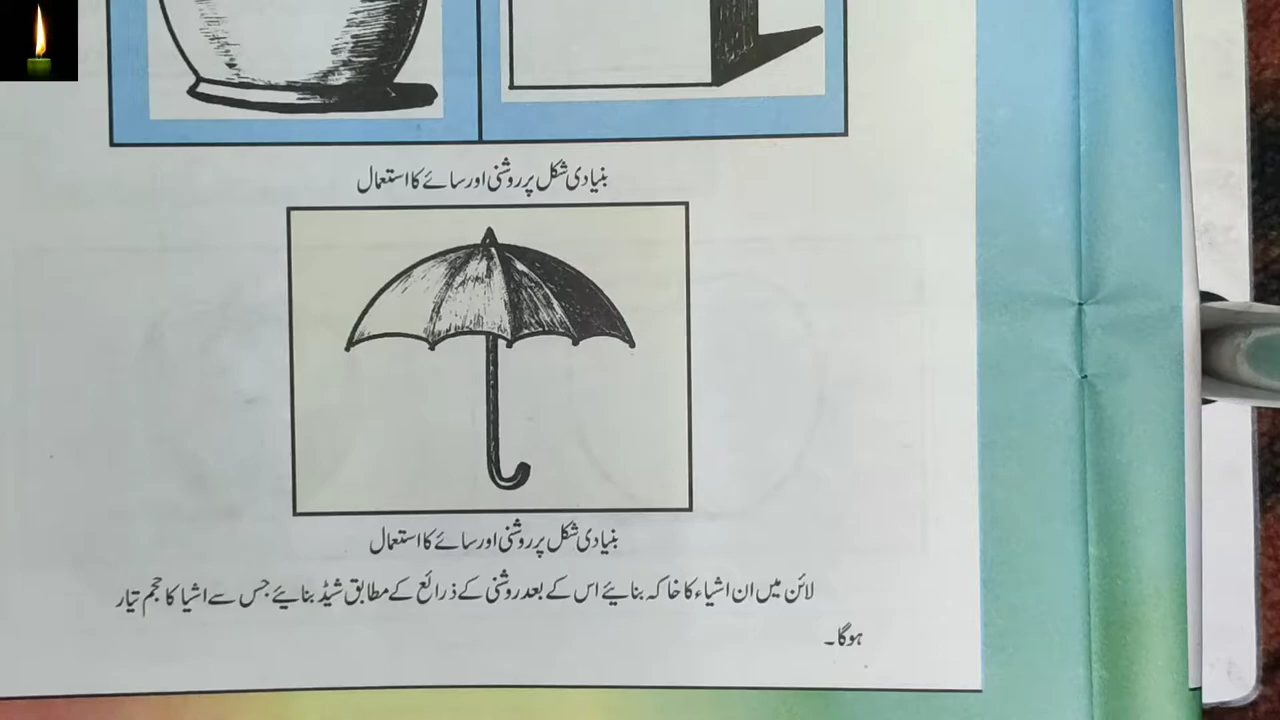 بنیادی شکل پر روشنی اور سائے کا استعمال
بنیادی شکل پر روشنی اور سائے کا استعمال
لائن میں ان اشیاء کا خاکہ بنائیے اس کے بعد روشنی کے ذرائع کے مطابق شیڈ بنائیے جس سے اشیا کا حجم تیار
ہوگا۔